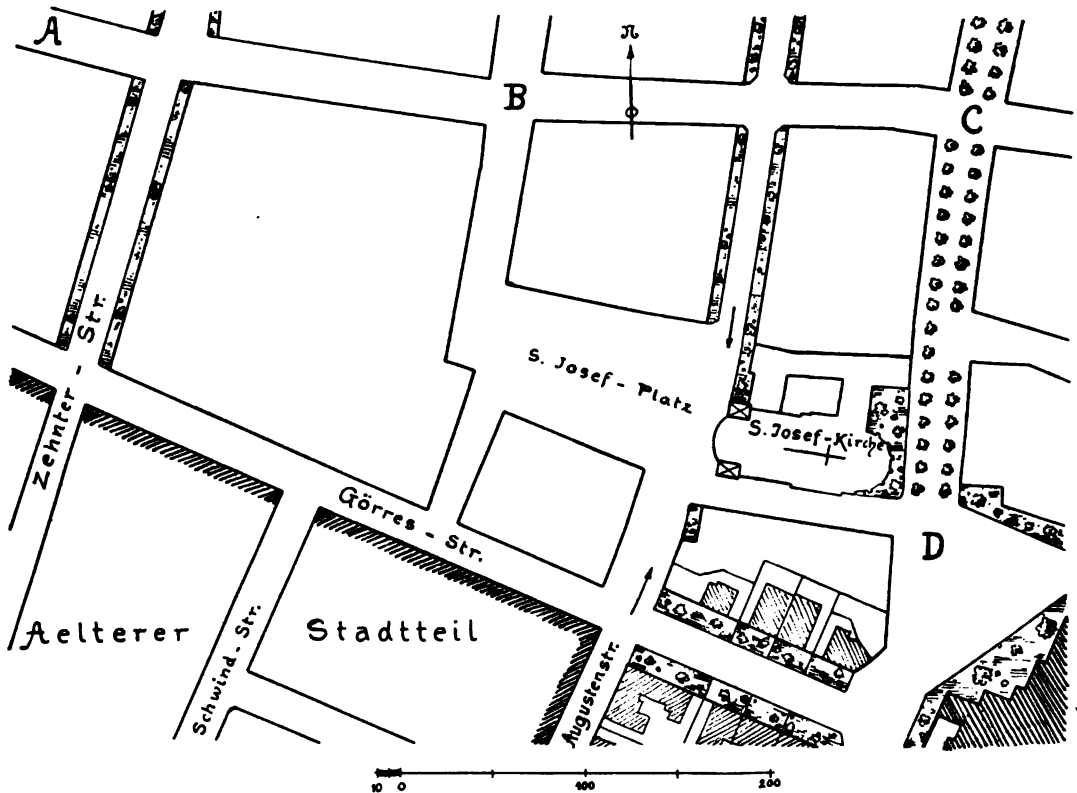 A
n
B
C
Zehnter - Str.
S. Josef - Platz
S. Josef - Kirche
Görres - Str.
D
Aelterer Stadtteil
Schwind - Str.
Augustenstr.
10 0 100 200